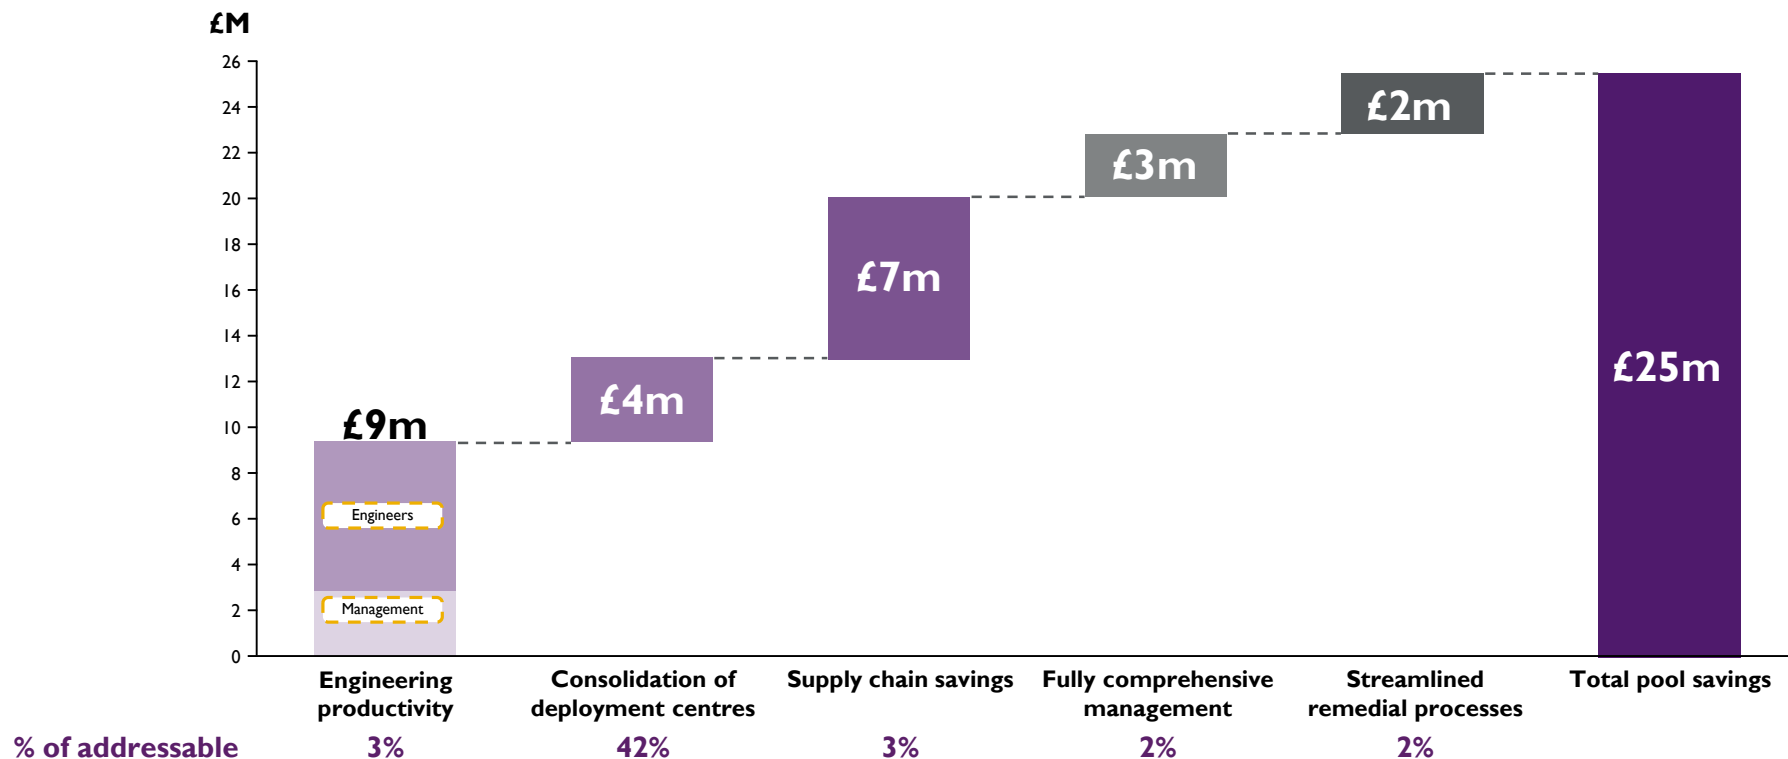 £M
26
24
22
20
18
16
14
12
10
8
6
4
2
0
£9m
Engineers
Management
£4m
£7m
£3m
£2m
£25m
Engineering
productivity
Consolidation of
deployment centres
Supply chain savings
Fully comprehensive
management
Streamlined
remedial processes
Total pool savings
% of addressable 3% 42% 3% 2% 2%